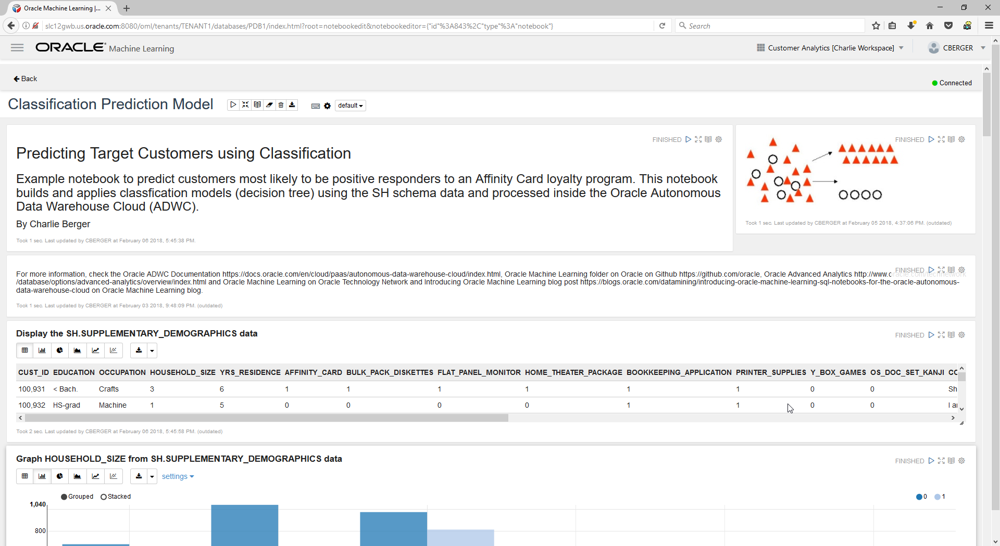 Oracle Machine Learning |...
slc12gwb.us.oracle.com:8080/oml/tenants/TENANT1/databases/PDB1/index.html?root=notebookedit&notebookeditor={"id"%3A843%2C"type"%3A"notebook"}
Search
ORACLE Machine Learning
Customer Analytics [Charlie Workspace]
CBERGER
Back
Connected
Classification Prediction Model
default
FINISHED
Predicting Target Customers using Classification
Example notebook to predict customers most likely to be positive responders to an Affinity Card loyalty program. This notebook
builds and applies classfication models (decision tree) using the SH schema data and processed inside the Oracle Autonomous
Data Warehouse Cloud (ADWC).
By Charlie Berger
Took 1 sec. Last updated by CBERGER at February 06 2018, 5:45:38 PM.
FINISHED
Took 1 sec. Last updated by CBERGER at February 05 2018, 4:37:06 PM. (outdated)
FINISHED
For more information, check the Oracle ADWC Documentation https://docs.oracle.com/en/cloud/paas/autonomous-data-warehouse-cloud/index.html, Oracle Machine Learning folder on Oracle on Github https://github.com/oracle, Oracle Advanced Analytics http://www.oracle.com/technetwork
/database/options/advanced-analytics/overview/index.html and Oracle Machine Learning on Oracle Technology Network and Introducing Oracle Machine Learning blog post https://blogs.oracle.com/datamining/introducing-oracle-machine-learning-sql-notebooks-for-the-oracle-autonomous-
data-warehouse-cloud on Oracle Machine Learning blog.
Took 1 sec. Last updated by CBERGER at February 03 2018, 9:48:09 PM. (outdated)
Display the SH.SUPPLEMENTARY_DEMOGRAPHICS data
FINISHED
CUST_ID EDUCATION OCCUPATION HOUSEHOLD_SIZE YRS_RESIDENCE AFFINITY_CARD BULK_PACK_DISKETTES FLAT_PANEL_MONITOR HOME_THEATER_PACKAGE BOOKKEEPING_APPLICATION PRINTER_SUPPLIES Y_BOX_GAMES OS_DOC_SET_KANJI CO
100,931 < Bach. Crafts 3 6 1 1 1 1 1 1 0 0 Sh
100,932 HS-grad Machine 1 5 0 0 0 0 1 1 0 0 I ar
Took 2 sec. Last updated by CBERGER at February 06 2018, 5:45:58 PM. (outdated)
Graph HOUSEHOLD_SIZE from SH.SUPPLEMENTARY_DEMOGRAPHICS data
FINISHED
settings
Grouped Stacked
0 1
1,040
800